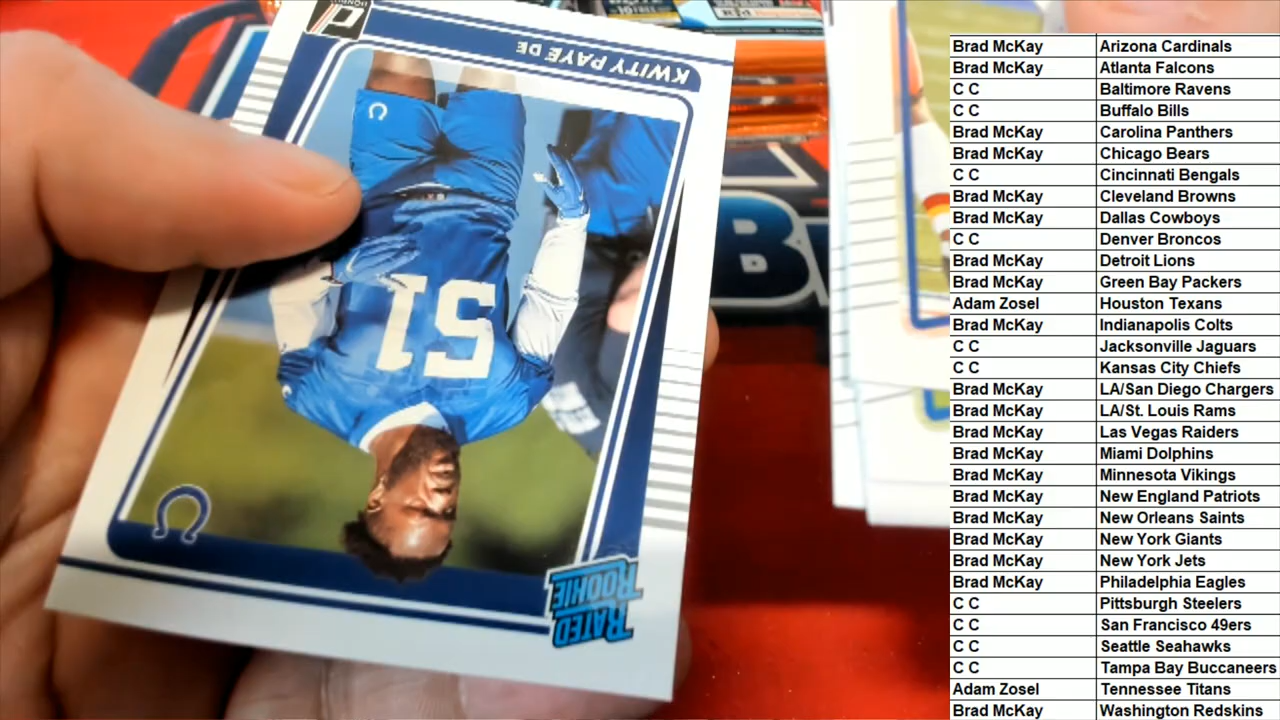 KWITY PAYE DE
51
RATED
ROOKIE
B
Brad McKay Arizona Cardinals
Brad McKay Atlanta Falcons
C C Baltimore Ravens
C C Buffalo Bills
Brad McKay Carolina Panthers
Brad McKay Chicago Bears
C C Cincinnati Bengals
Brad McKay Cleveland Browns
Brad McKay Dallas Cowboys
C C Denver Broncos
Brad McKay Detroit Lions
Brad McKay Green Bay Packers
Adam Zosel Houston Texans
Brad McKay Indianapolis Colts
C C Jacksonville Jaguars
C C Kansas City Chiefs
Brad McKay LA/San Diego Chargers
Brad McKay LA/St. Louis Rams
Brad McKay Las Vegas Raiders
Brad McKay Miami Dolphins
Brad McKay Minnesota Vikings
Brad McKay New England Patriots
Brad McKay New Orleans Saints
Brad McKay New York Giants
Brad McKay New York Jets
Brad McKay Philadelphia Eagles
C C Pittsburgh Steelers
C C San Francisco 49ers
C C Seattle Seahawks
C C Tampa Bay Buccaneers
Adam Zosel Tennessee Titans
Brad McKay Washington Redskins